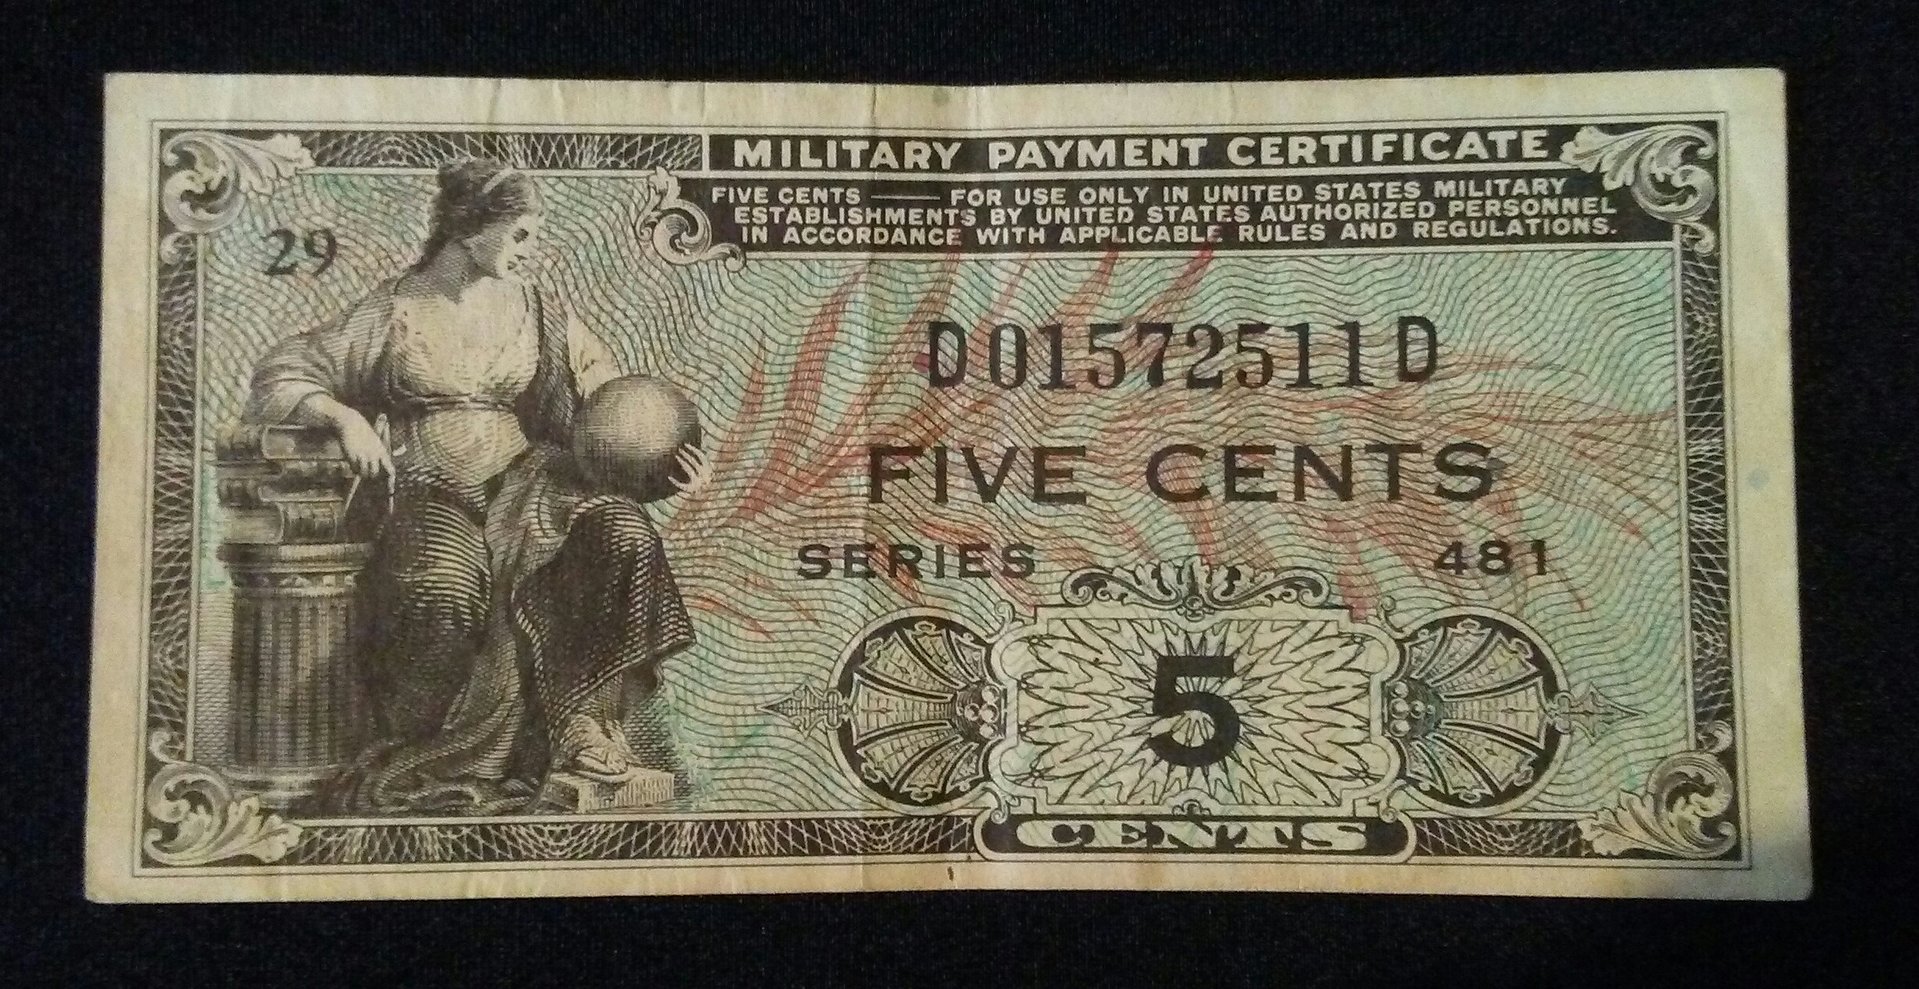 MILITARY PAYMENT CERTIFICATE
FIVE CENTS — FOR USE ONLY IN UNITED STATES MILITARY
ESTABLISHMENTS BY UNITED STATES AUTHORIZED PERSONNEL
IN ACCORDANCE WITH APPLICABLE RULES AND REGULATIONS.
29
D01572511D
FIVE CENTS
SERIES 481
5
CENTS